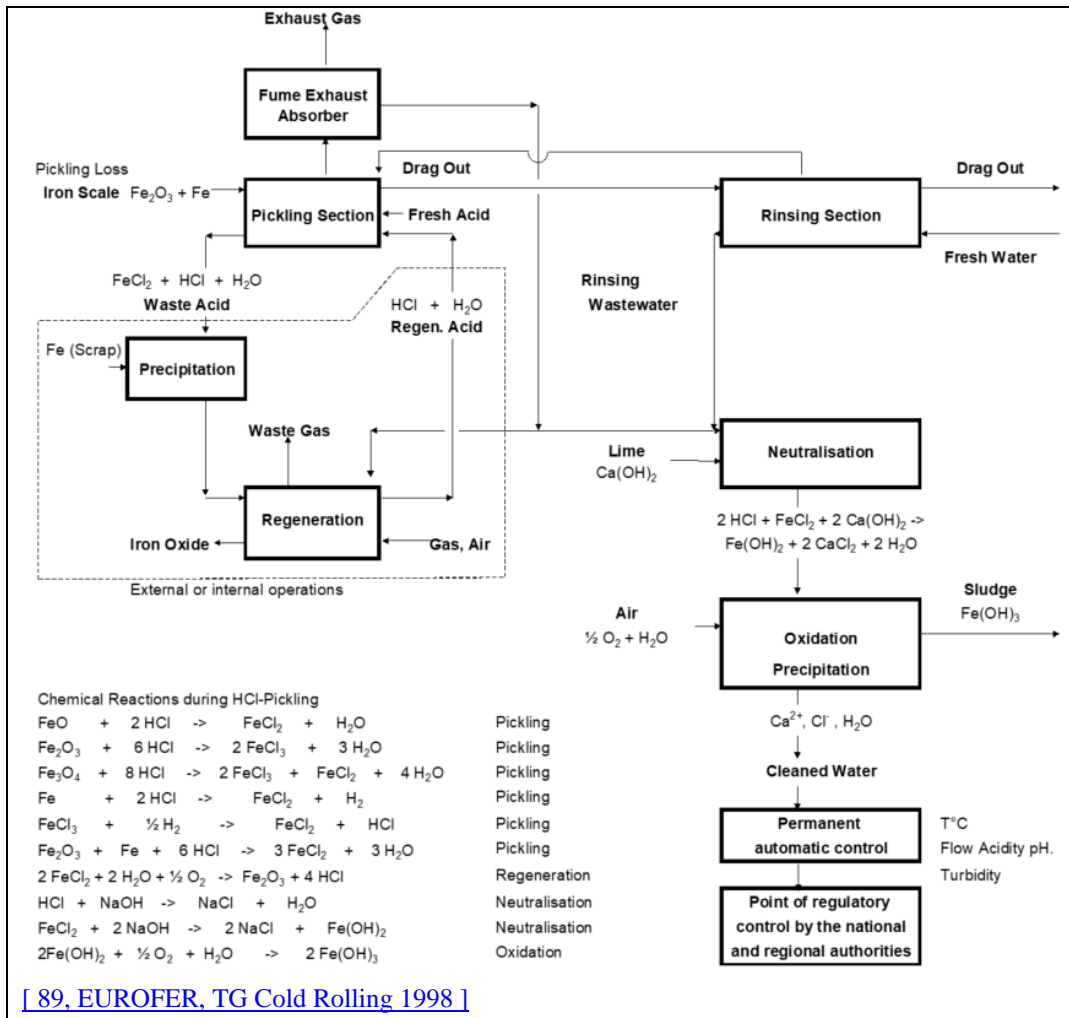 Exhaust Gas
Fume Exhaust
Absorber
Pickling Loss
Iron Scale Fe₂O₃ + Fe
Drag Out
Drag Out
Pickling Section
Fresh Acid
Rinsing Section
Fresh Water
FeCl₂ + HCl + H₂O
Waste Acid
HCl + H₂O
Regen. Acid
Rinsing
Wastewater
Fe (Scrap)
Precipitation
Waste Gas
Lime
Ca(OH)₂
Neutralisation
Regeneration
Iron Oxide
Gas, Air
2 HCl + FeCl₂ + 2 Ca(OH)₂ ->
Fe(OH)₂ + 2 CaCl₂ + 2 H₂O
External or internal operations
Air
½ O₂ + H₂O
Oxidation
Precipitation
Sludge
Fe(OH)₃
Ca²⁺, Cl⁻ , H₂O
Cleaned Water
Permanent
automatic control
T°C
Flow Acidity pH.
Turbidity
Point of regulatory
control by the national
and regional authorities
Chemical Reactions during HCl-Pickling
FeO + 2 HCl -> FeCl₂ + H₂O Pickling
Fe₂O₃ + 6 HCl -> 2 FeCl₃ + 3 H₂O Pickling
Fe₃O₄ + 8 HCl -> 2 FeCl₃ + FeCl₂ + 4 H₂O Pickling
Fe + 2 HCl -> FeCl₂ + H₂ Pickling
FeCl₃ + ½ H₂ -> FeCl₂ + HCl Pickling
Fe₂O₃ + Fe + 6 HCl -> 3 FeCl₂ + 3 H₂O Pickling
2 FeCl₂ + 2 H₂O + ½ O₂ -> Fe₂O₃ + 4 HCl Regeneration
HCl + NaOH -> NaCl + H₂O Neutralisation
FeCl₂ + 2 NaOH -> 2 NaCl + Fe(OH)₂ Neutralisation
2Fe(OH)₂ + ½ O₂ + H₂O -> 2 Fe(OH)₃ Oxidation
[ 89, EUROFER, TG Cold Rolling 1998 ]